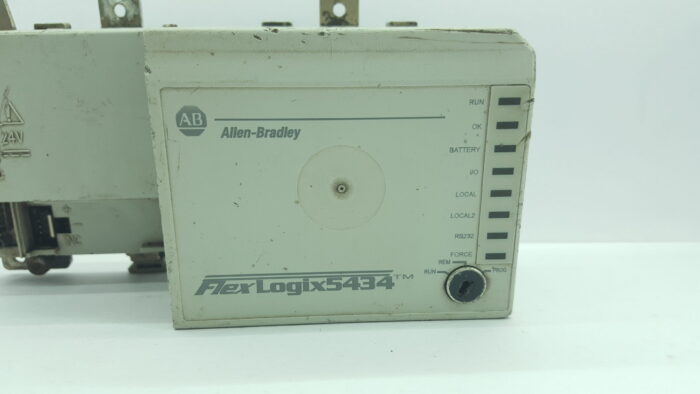 RUN
AB
Allen-Bradley
OK
BATTERY
I/O
LOCAL
LOCAL2
RS232
FORCE
REM
RUN
PROG
FlexLogix5434™
24V